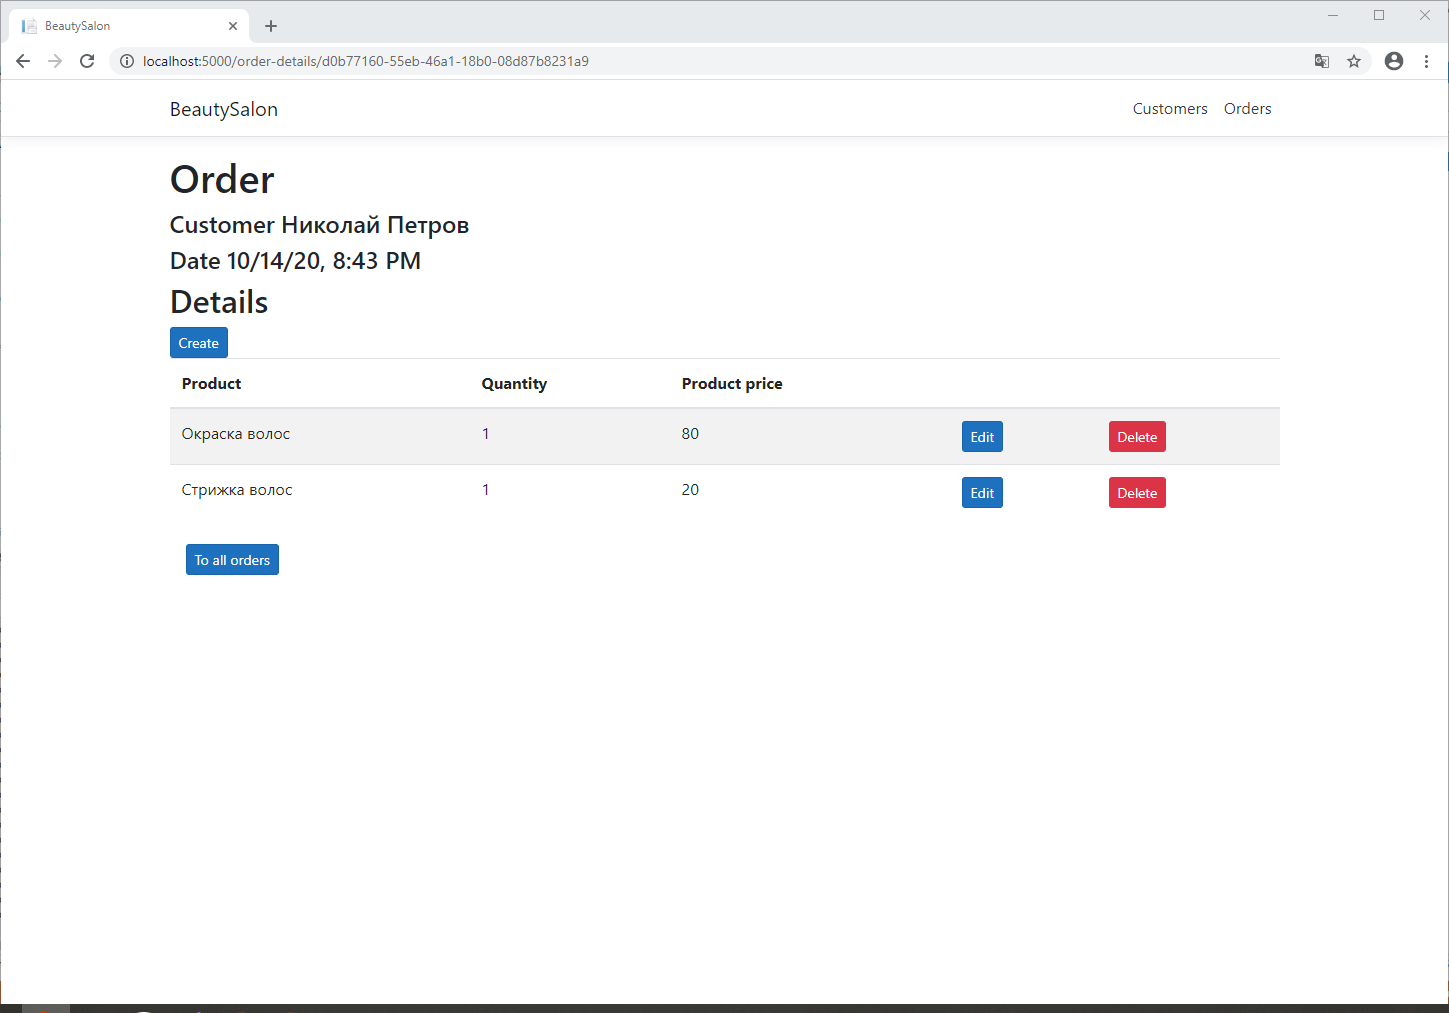 BeautySalon
localhost:5000/order-details/d0b77160-55eb-46a1-18b0-08d87b8231a9
BeautySalon Customers Orders
Order
Customer Николай Петров
Date 10/14/20, 8:43 PM
Details
Create
Product Quantity Product price
Окраска волос 1 80 Edit Delete
Стрижка волос 1 20 Edit Delete
To all orders